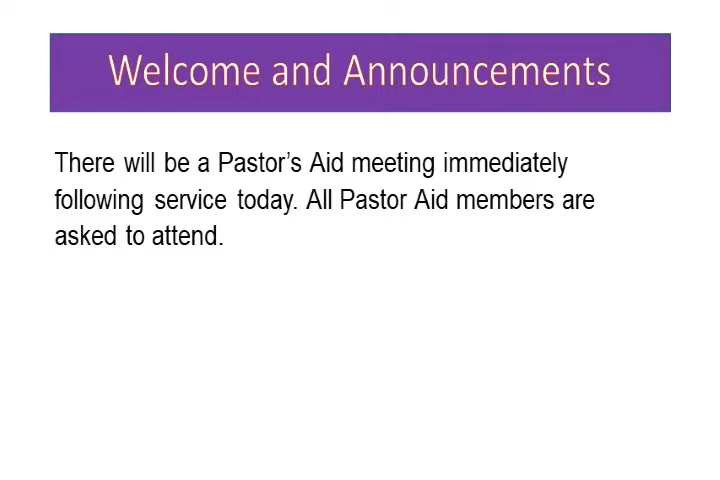 Welcome and Announcements
There will be a Pastor’s Aid meeting immediately
following service today. All Pastor Aid members are
asked to attend.